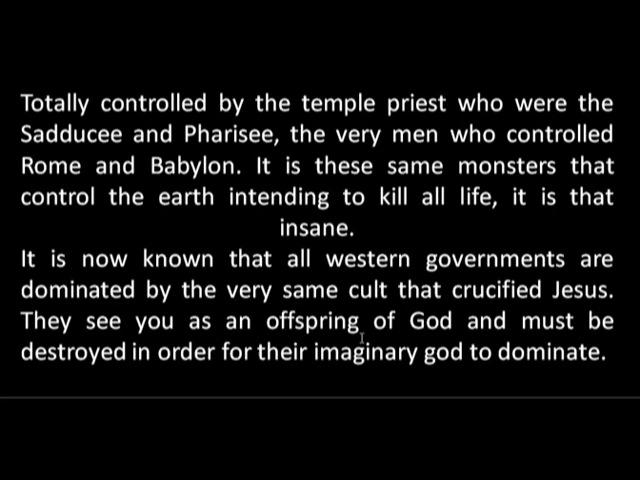 Totally controlled by the temple priest who were the
Sadducee and Pharisee, the very men who controlled
Rome and Babylon. It is these same monsters that
control the earth intending to kill all life, it is that
insane.
It is now known that all western governments are
dominated by the very same cult that crucified Jesus.
They see you as an offspring of God and must be
destroyed in order for their imaginary god to dominate.